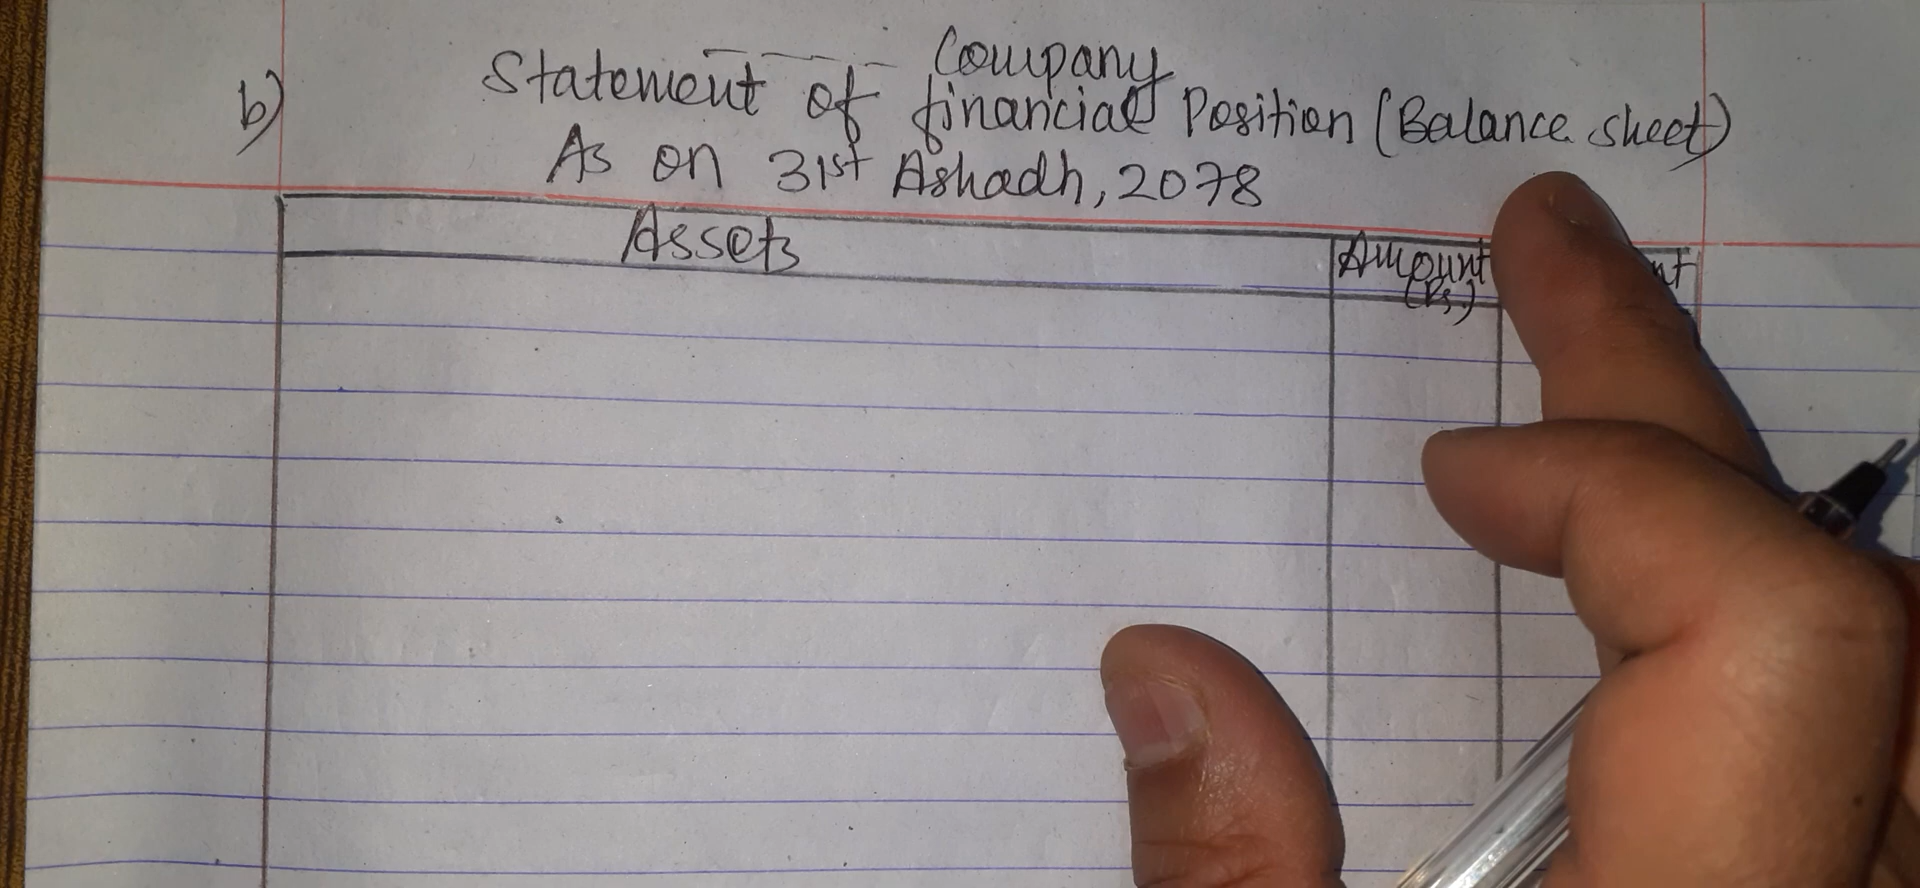 Company
b) Statement of financial Position (Balance sheet)
As on 31st Ashadh, 2078
Assets Amount
(Rs.)